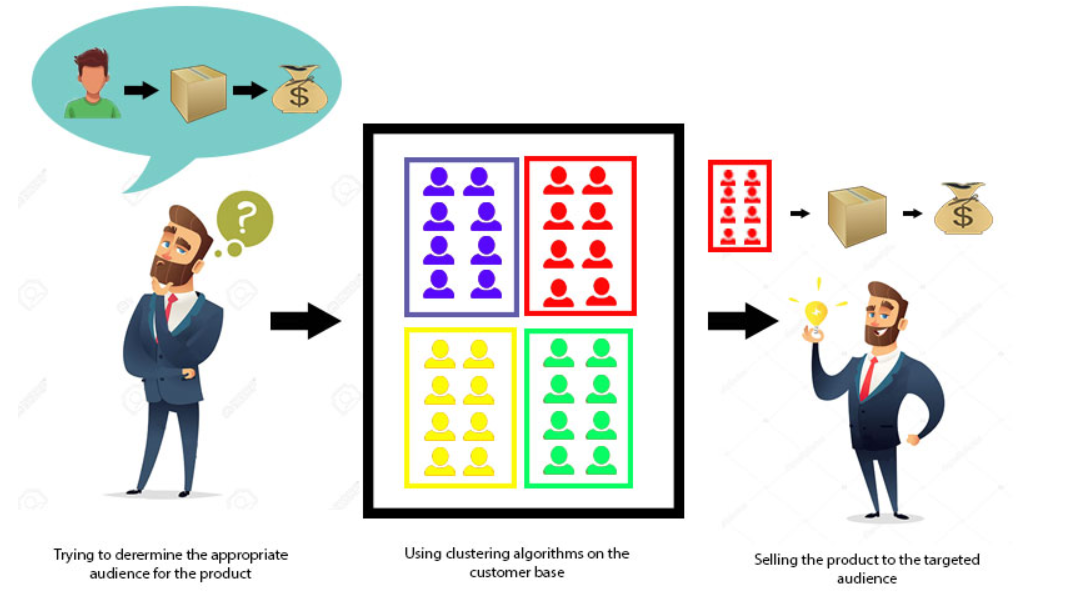 $
?
$
Trying to derermine the appropriate
audience for the product
Using clustering algorithms on the
customer base
Selling the product to the targeted
audience